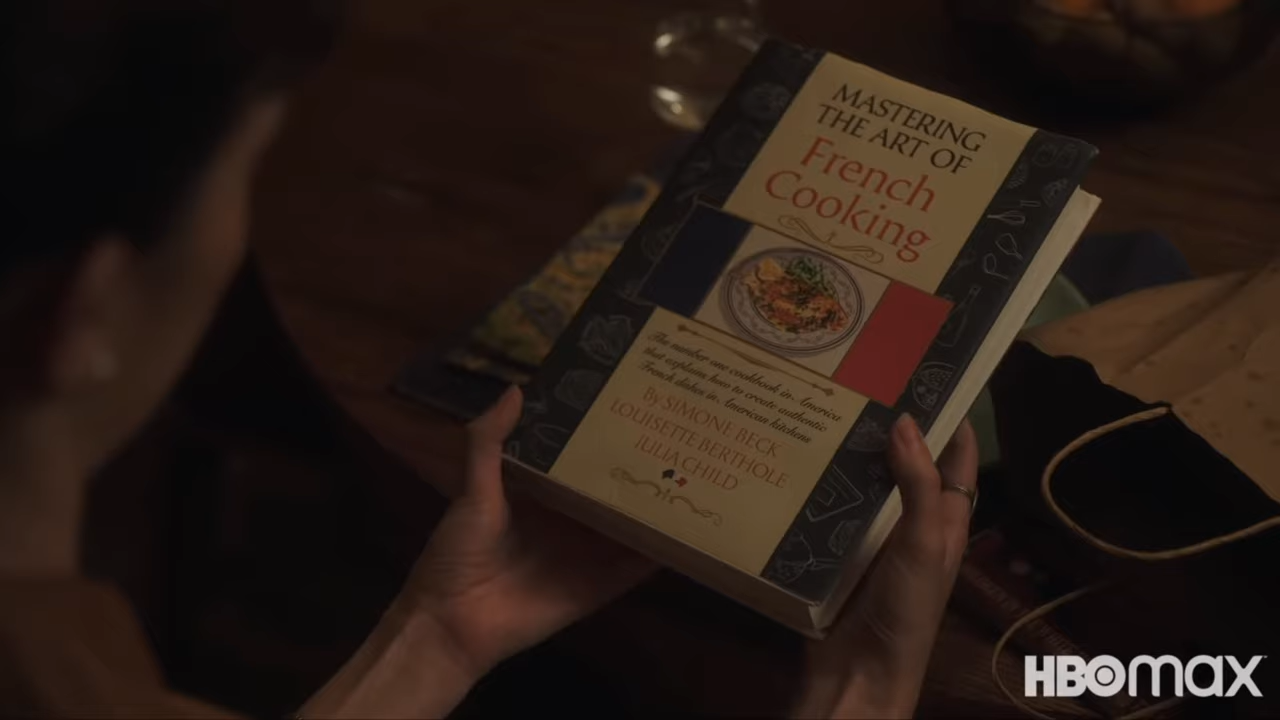 MASTERING
THE ART OF
French
Cooking
The number one cookbook in America
that explains how to create authentic
French dishes in American kitchens
By SIMONE BECK
LOUISETTE BERTHOLE
JULIA CHILD
HBOMAX